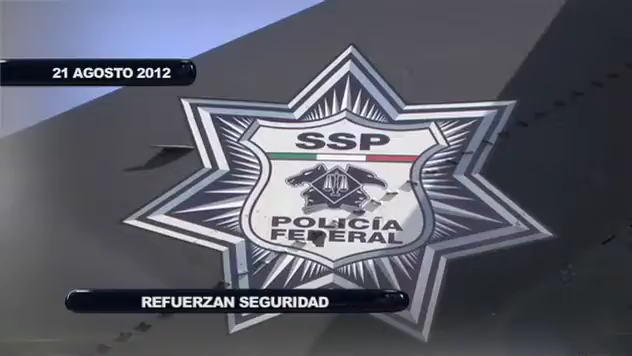 21 AGOSTO 2012
SSP
POLICÍA
FEDERAL
REFUERZAN SEGURIDAD